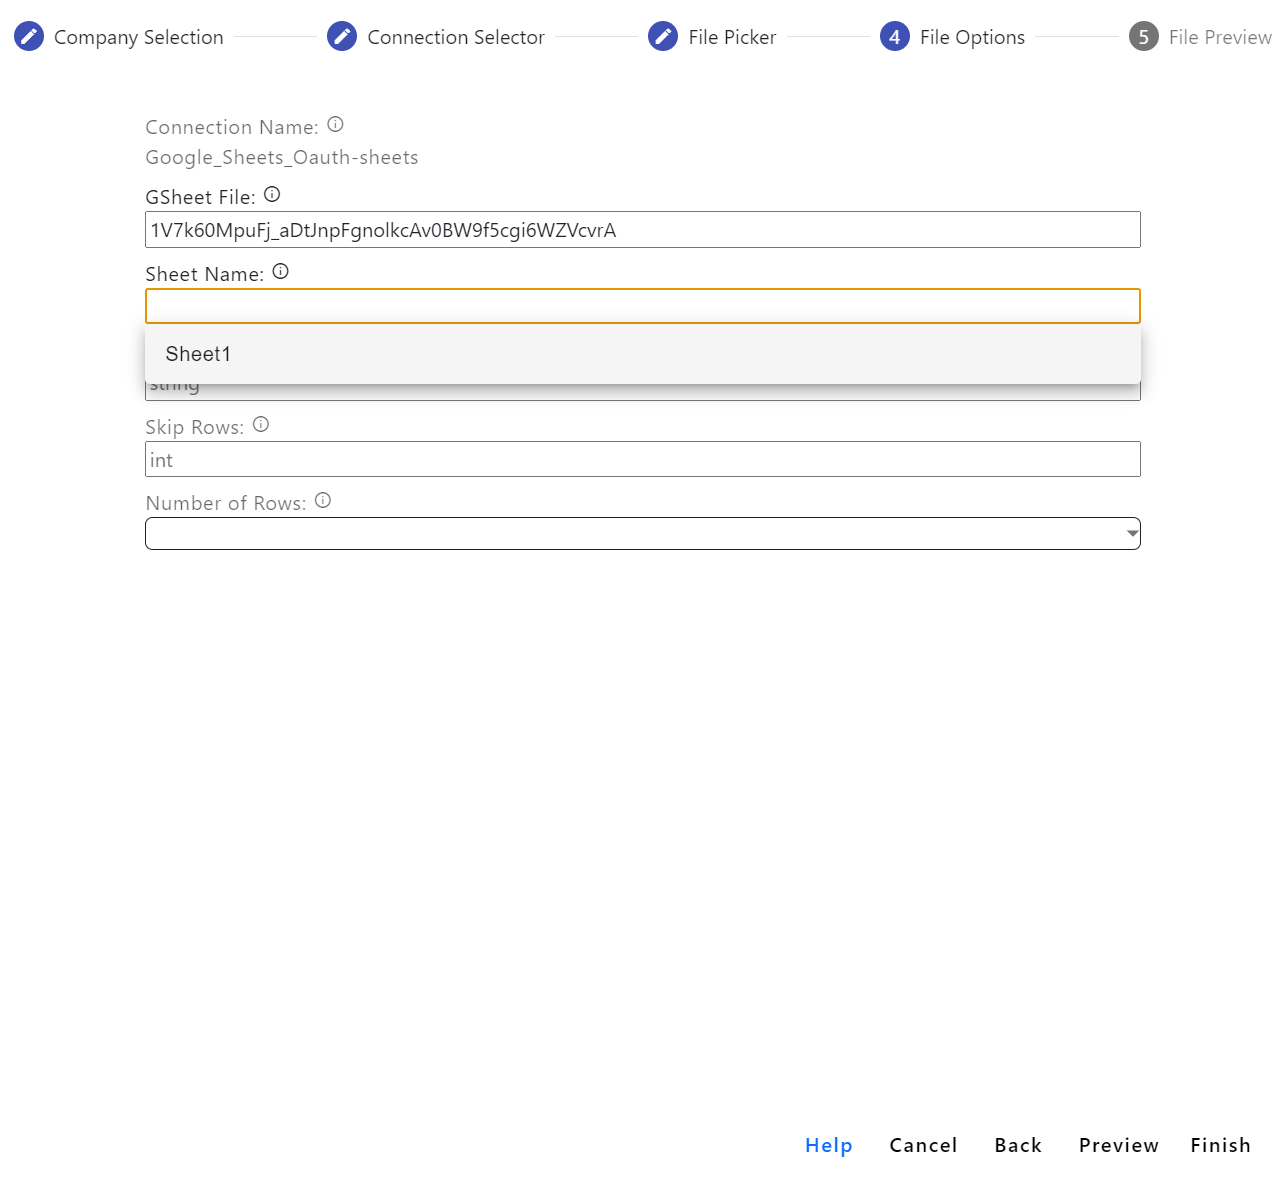 Company Selection
Connection Selector
File Picker
4 File Options
5 File Preview
Connection Name:
Google_Sheets_Oauth-sheets
GSheet File:
1V7k60MpuFj_aDtJnpFgnolkcAv0BW9f5cgi6WZVcvrA
Sheet Name:
Sheet1
string
Skip Rows:
int
Number of Rows:
Help Cancel Back Preview Finish